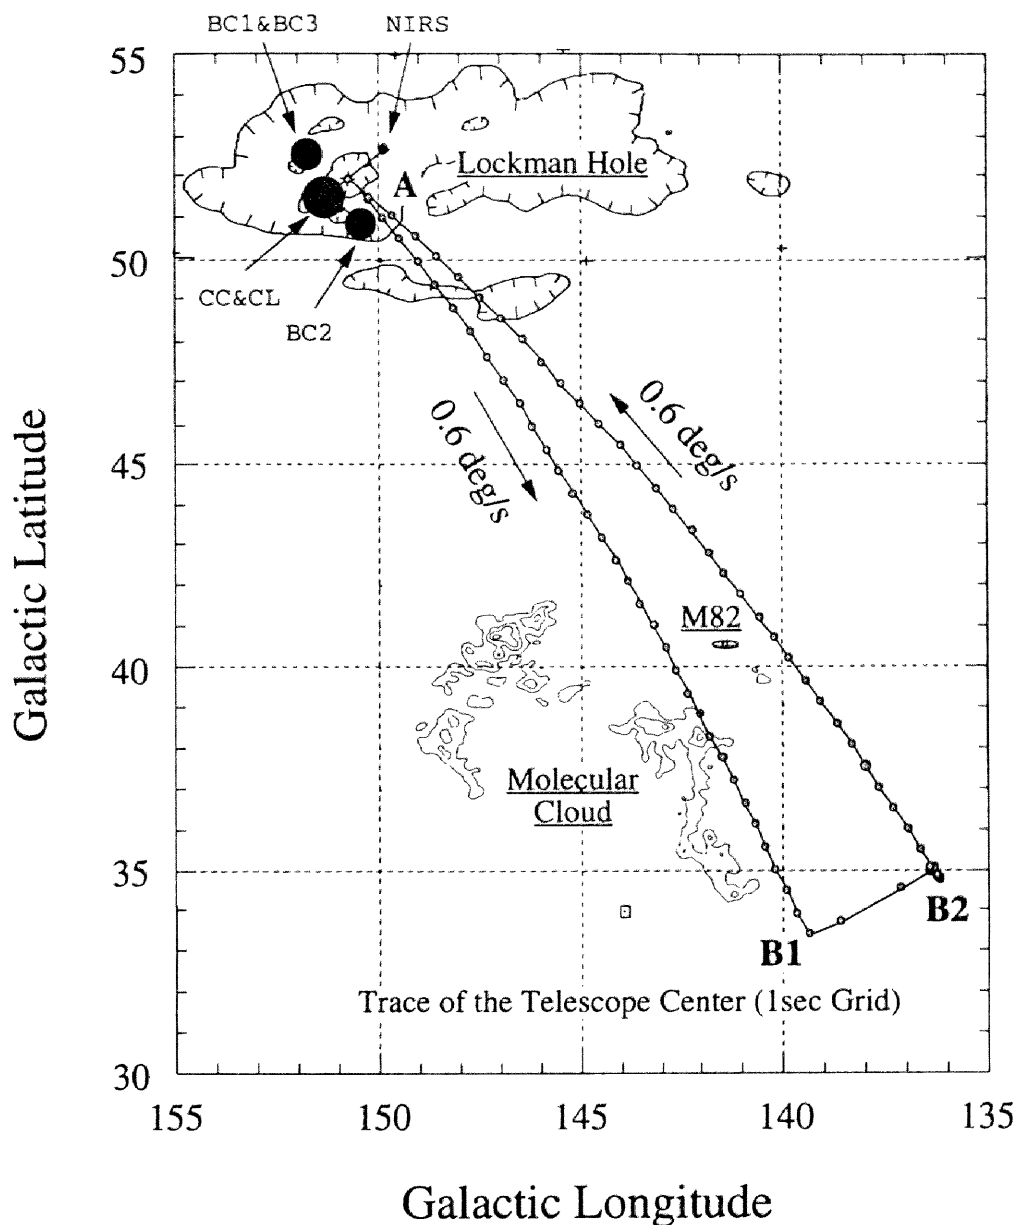 BC1&BC3
NIRS
55
Lockman Hole
A
50
CC&CL
BC2
0.6 deg/s
0.6 deg/s
45
Galactic Latitude
M82
40
Molecular
Cloud
35
B2
B1
Trace of the Telescope Center (1sec Grid)
30
155
150
145
140
135
Galactic Longitude